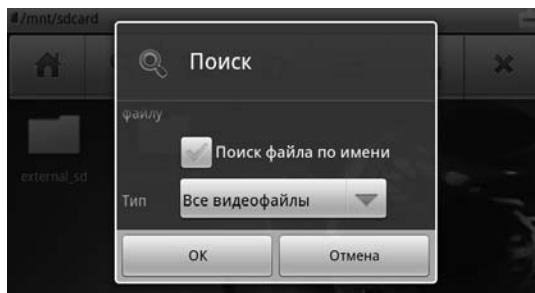 /mnt/sdcard
Поиск
файлу
Поиск файла по имени
external_sd
Тип
Все видеофайлы
ОК
Отмена